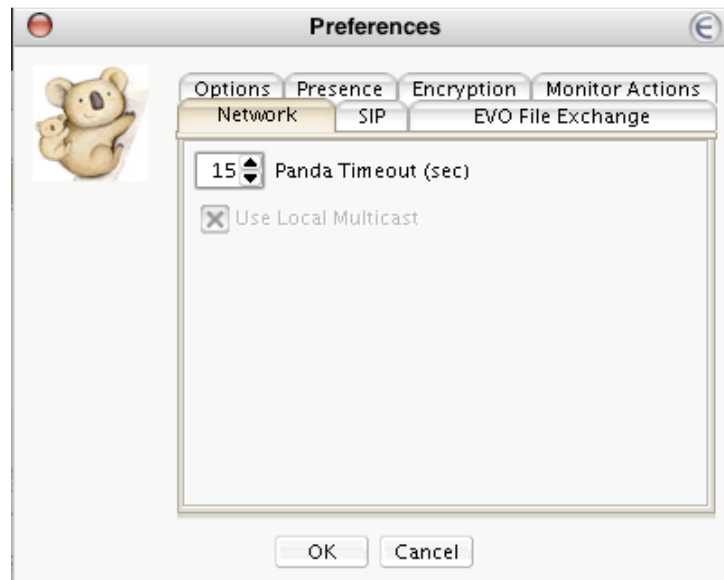 Preferences
Options Presence Encryption Monitor Actions
Network SIP EVO File Exchange
15 Panda Timeout (sec)
Use Local Multicast
OK Cancel